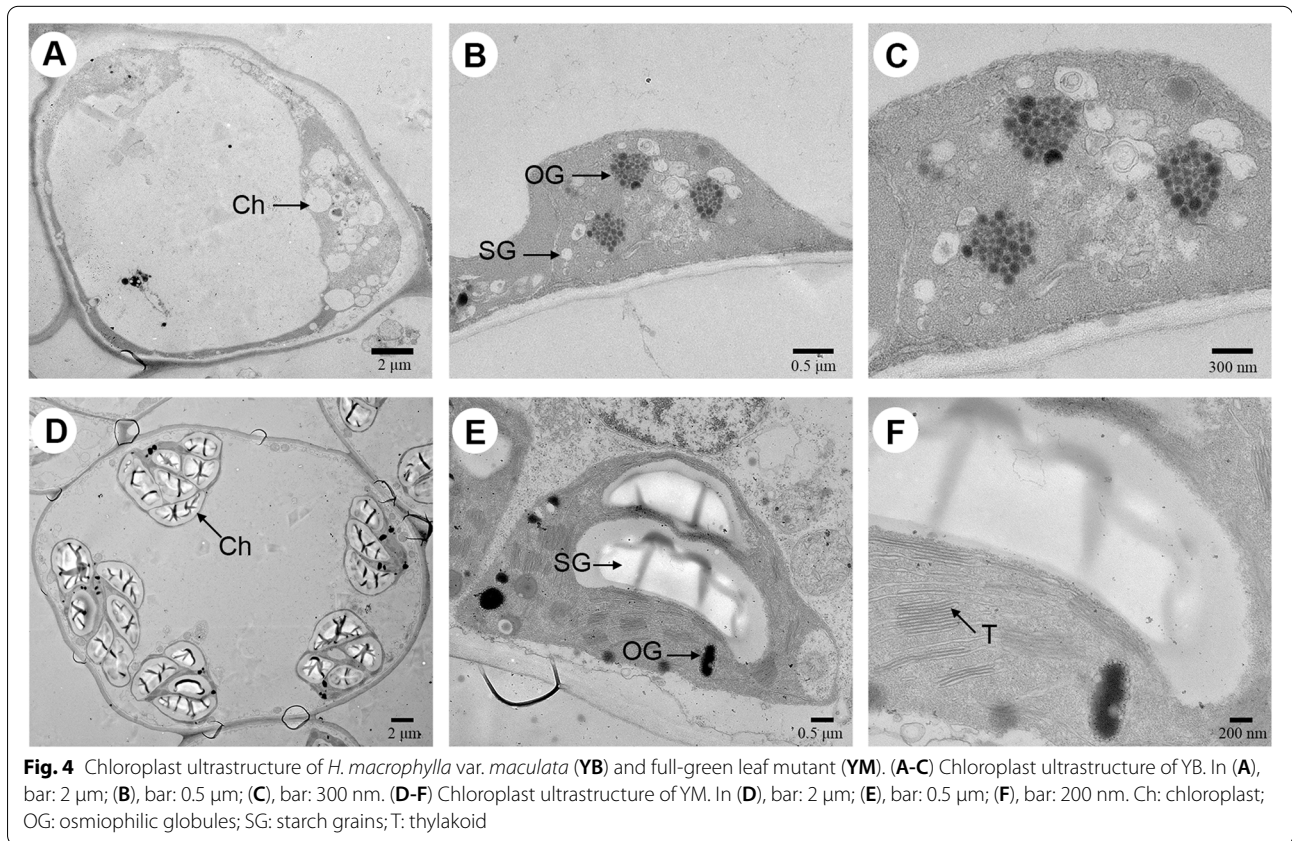 A
B
C
Ch
OG
SG
2 μm
0.5 μm
300 nm
D
E
F
Ch
SG
OG
T
2 μm
0.5 μm
200 nm
Fig. 4 Chloroplast ultrastructure of H. macrophylla var. maculata (YB) and full-green leaf mutant (YM). (A-C) Chloroplast ultrastructure of YB. In (A),
bar: 2 μm; (B), bar: 0.5 μm; (C), bar: 300 nm. (D-F) Chloroplast ultrastructure of YM. In (D), bar: 2 μm; (E), bar: 0.5 μm; (F), bar: 200 nm. Ch: chloroplast;
OG: osmiophilic globules; SG: starch grains; T: thylakoid